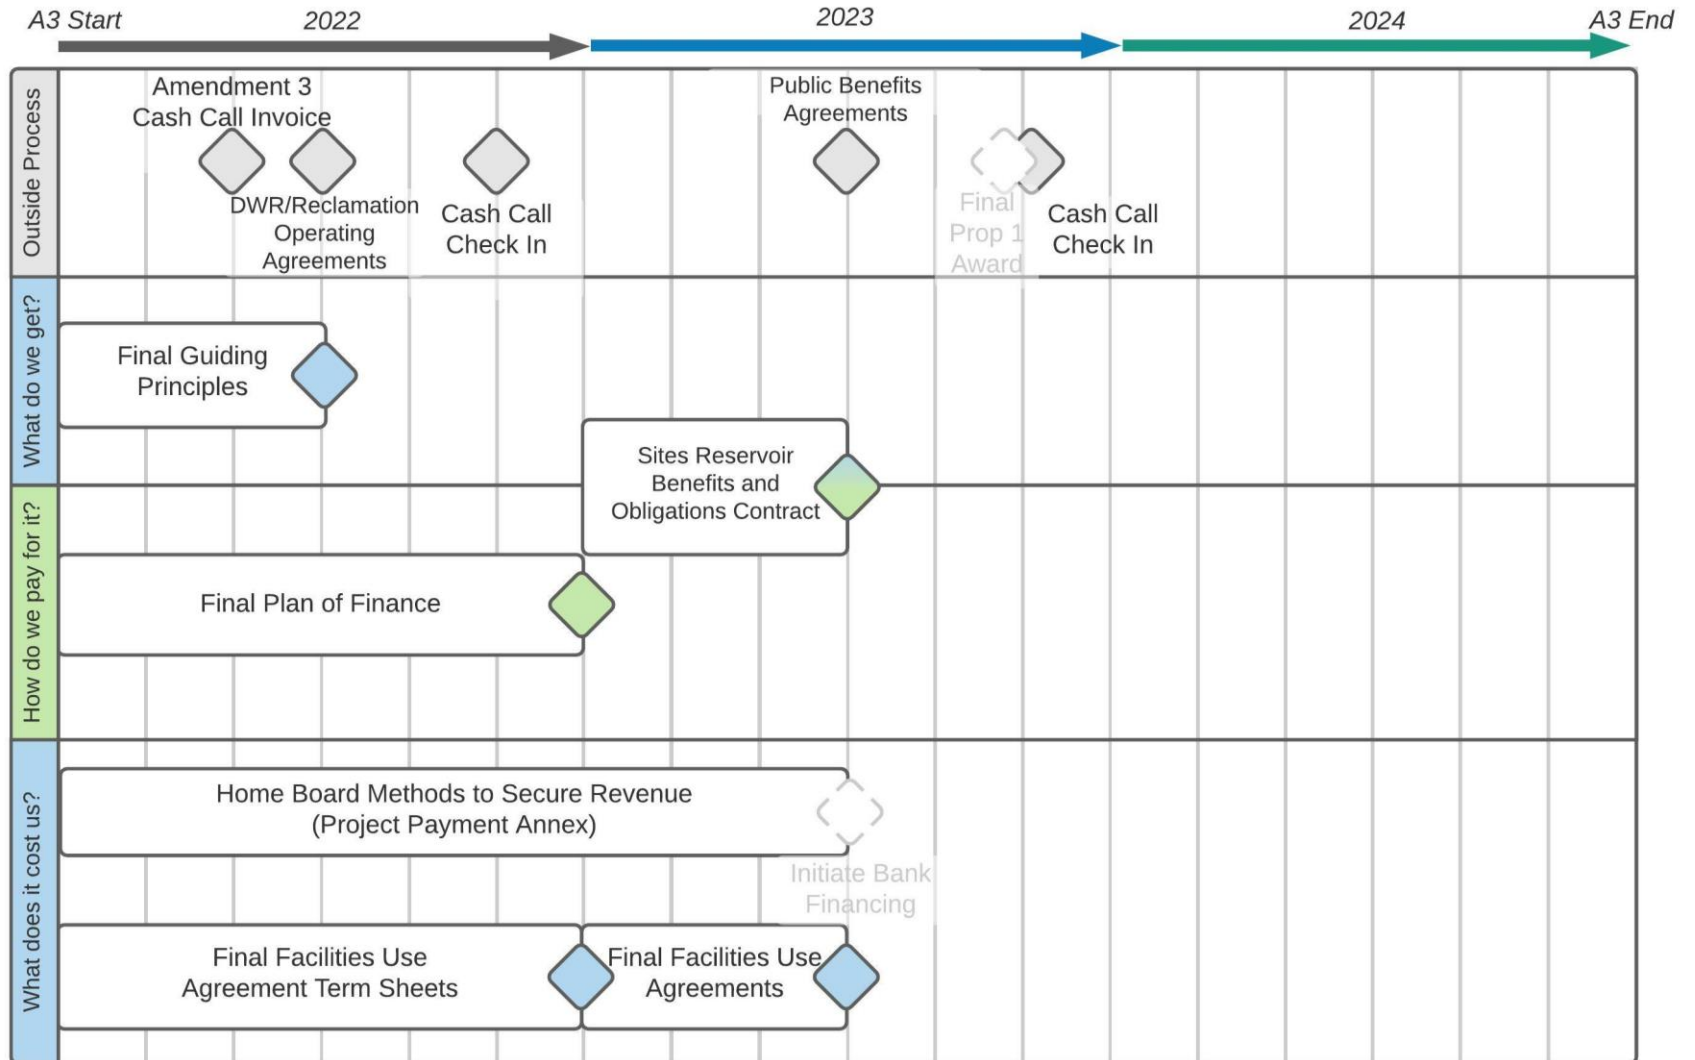 A3 Start
2022
2023
2024
A3 End
Outside Process
Amendment 3
Cash Call Invoice
DWR/Reclamation
Operating
Agreements
Cash Call
Check In
Public Benefits
Agreements
Final
Prop 1
Award
Cash Call
Check In
What do we get?
Final Guiding
Principles
Sites Reservoir
Benefits and
Obligations Contract
How do we pay for it?
Final Plan of Finance
What does it cost us?
Home Board Methods to Secure Revenue
(Project Payment Annex)
Initiate Bank
Financing
Final Facilities Use
Agreement Term Sheets
Final Facilities Use
Agreements